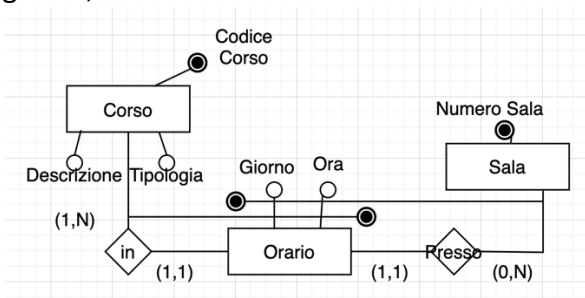 Codice
Corso
Corso
Numero Sala
Sala
Descrizione
Tipologia
Giorno
Ora
(1,N)
in
Orario
Presso
(1,1)
(1,1)
(0,N)